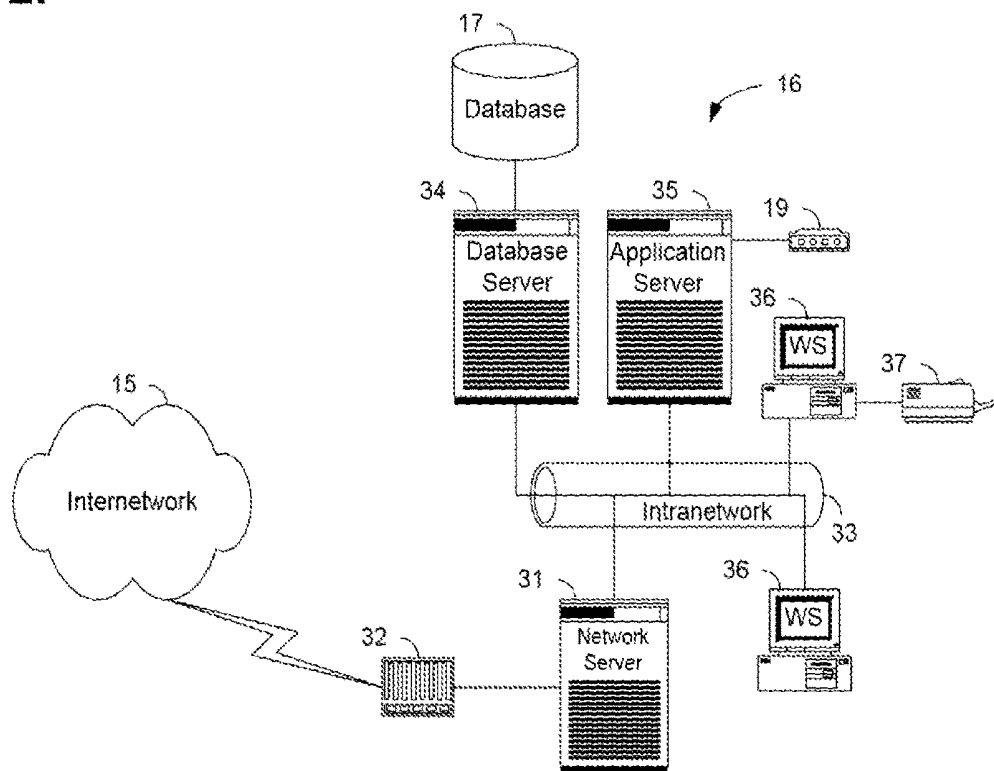 17
Database
16
34
35
19
Database
Server
Application
Server
36
WS
37
15
Internetwork
Intranetwork
33
31
36
32
Network
Server
WS